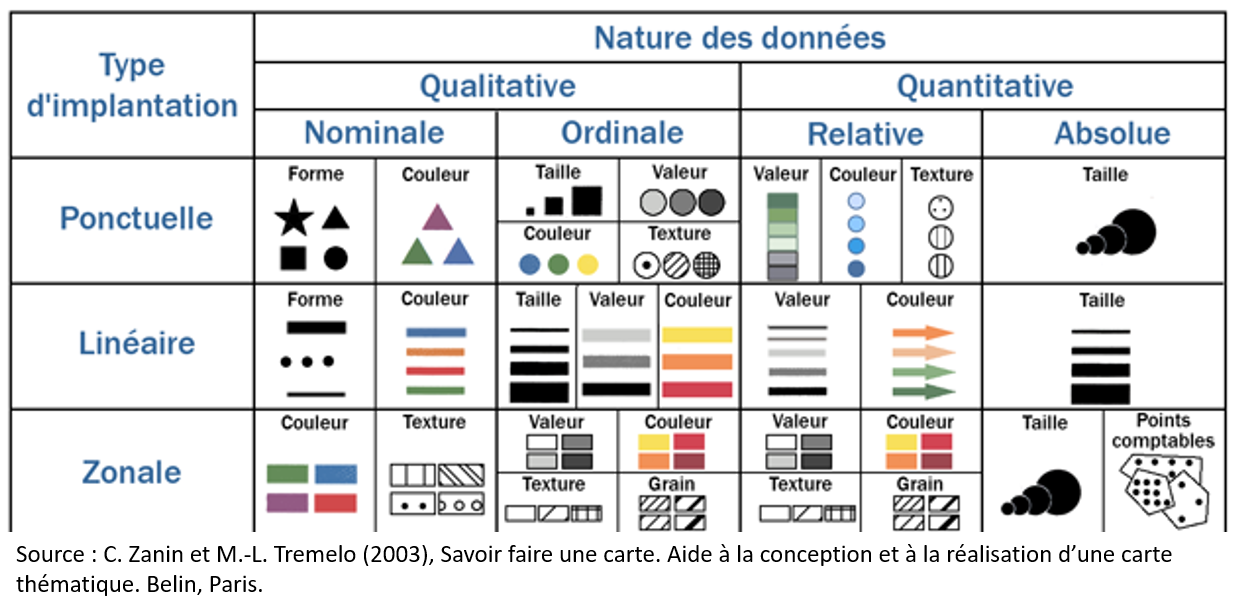 Type
d'implantation
Nature des données
Qualitative
Quantitative
Nominale
Ordinale
Relative
Absolue
Ponctuelle
Forme
Couleur
Taille
Valeur
Couleur
Texture
Valeur
Couleur
Texture
Taille
Linéaire
Forme
Couleur
Taille
Valeur
Couleur
Valeur
Couleur
Taille
Zonale
Couleur
Texture
Valeur
Couleur
Texture
Grain
Valeur
Couleur
Texture
Grain
Taille
Points
comptables
Source : C. Zanin et M.-L. Tremelo (2003), Savoir faire une carte. Aide à la conception et à la réalisation d’une carte
thématique. Belin, Paris.